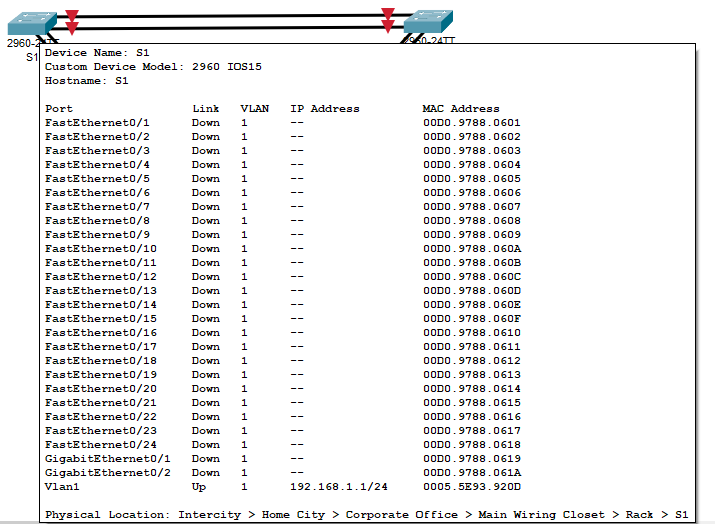 2960-24TT
S1
2960-24TT
Device Name: S1
Custom Device Model: 2960 IOS15
Hostname: S1
Port Link VLAN IP Address MAC Address
FastEthernet0/1 Down 1 -- 00D0.9788.0601
FastEthernet0/2 Down 1 -- 00D0.9788.0602
FastEthernet0/3 Down 1 -- 00D0.9788.0603
FastEthernet0/4 Down 1 -- 00D0.9788.0604
FastEthernet0/5 Down 1 -- 00D0.9788.0605
FastEthernet0/6 Down 1 -- 00D0.9788.0606
FastEthernet0/7 Down 1 -- 00D0.9788.0607
FastEthernet0/8 Down 1 -- 00D0.9788.0608
FastEthernet0/9 Down 1 -- 00D0.9788.0609
FastEthernet0/10 Down 1 -- 00D0.9788.060A
FastEthernet0/11 Down 1 -- 00D0.9788.060B
FastEthernet0/12 Down 1 -- 00D0.9788.060C
FastEthernet0/13 Down 1 -- 00D0.9788.060D
FastEthernet0/14 Down 1 -- 00D0.9788.060E
FastEthernet0/15 Down 1 -- 00D0.9788.060F
FastEthernet0/16 Down 1 -- 00D0.9788.0610
FastEthernet0/17 Down 1 -- 00D0.9788.0611
FastEthernet0/18 Down 1 -- 00D0.9788.0612
FastEthernet0/19 Down 1 -- 00D0.9788.0613
FastEthernet0/20 Down 1 -- 00D0.9788.0614
FastEthernet0/21 Down 1 -- 00D0.9788.0615
FastEthernet0/22 Down 1 -- 00D0.9788.0616
FastEthernet0/23 Down 1 -- 00D0.9788.0617
FastEthernet0/24 Down 1 -- 00D0.9788.0618
GigabitEthernet0/1 Down 1 -- 00D0.9788.0619
GigabitEthernet0/2 Down 1 -- 00D0.9788.061A
Vlan1 Up 1 192.168.1.1/24 0005.5E93.920D
Physical Location: Intercity > Home City > Corporate Office > Main Wiring Closet > Rack > S1